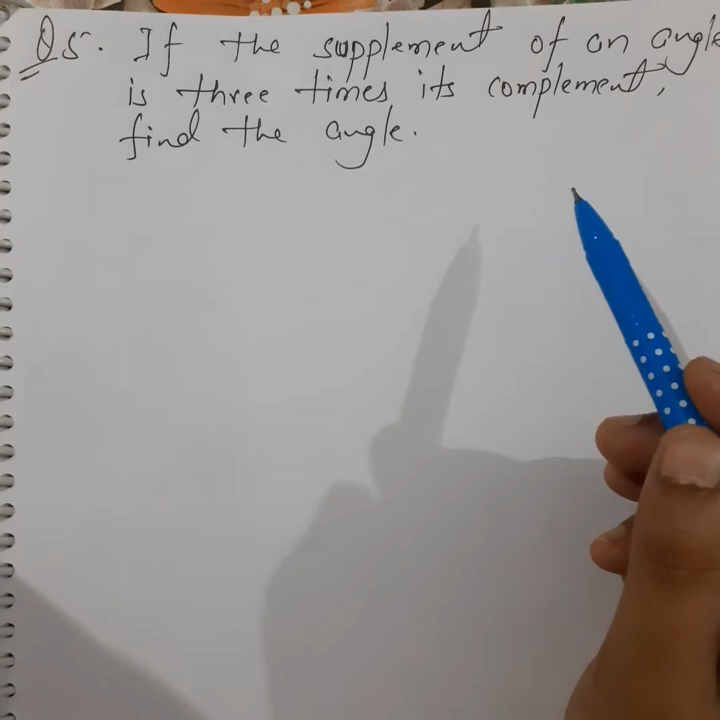 Q5. If the supplement of an angle
is three times its complement,
find the angle.